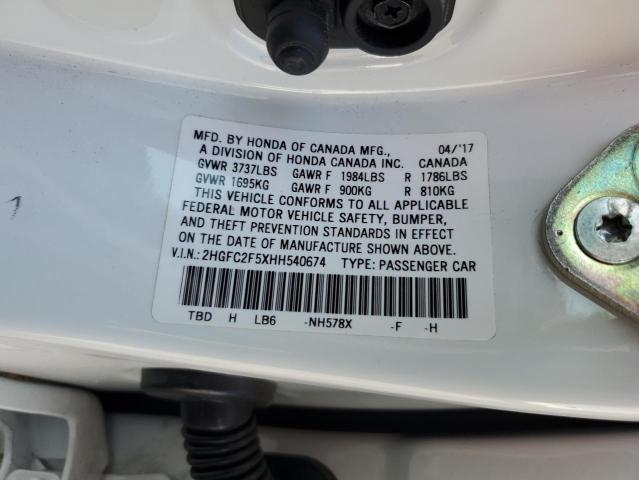 MFD. BY HONDA OF CANADA MFG., 04/'17
A DIVISION OF HONDA CANADA INC. CANADA
GVWR 3737LBS GAWR F 1984LBS R 1786LBS
GVWR 1695KG GAWR F 900KG R 810KG
THIS VEHICLE CONFORMS TO ALL APPLICABLE
FEDERAL MOTOR VEHICLE SAFETY, BUMPER,
AND THEFT PREVENTION STANDARDS IN EFFECT
ON THE DATE OF MANUFACTURE SHOWN ABOVE.
V.I.N.: 2HGFC2F5XHH540674 TYPE: PASSENGER CAR
TBD H LB6 -NH578X -F -H